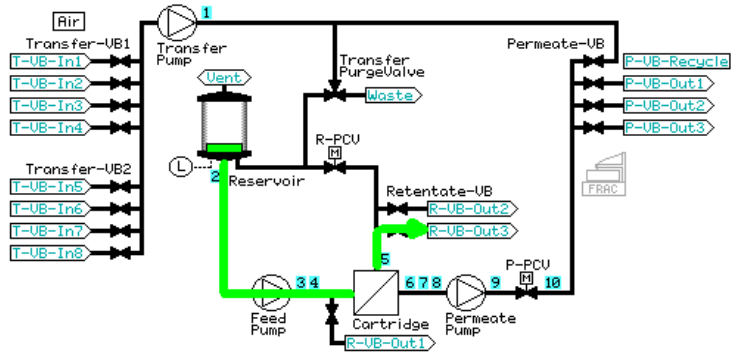 Air
1
Transfer-VB1
Transfer
Pump
Permeate-VB
T-VB-In1
T-VB-In2
T-VB-In3
T-VB-In4
Vent
Transfer
PurgeValve
Waste
P-VB-Recycle
P-VB-Out1
P-VB-Out2
P-VB-Out3
R-PCV
M
L
Transfer-VB2
2
Reservoir
T-VB-In5
T-VB-In6
T-VB-In7
T-VB-In8
Retentate-VB
R-VB-Out2
R-VB-Out3
FRAC
5
P-PCV
M
3 4
6 7 8
9
10
Feed
Pump
Cartridge
Permeate
Pump
R-VB-Out1